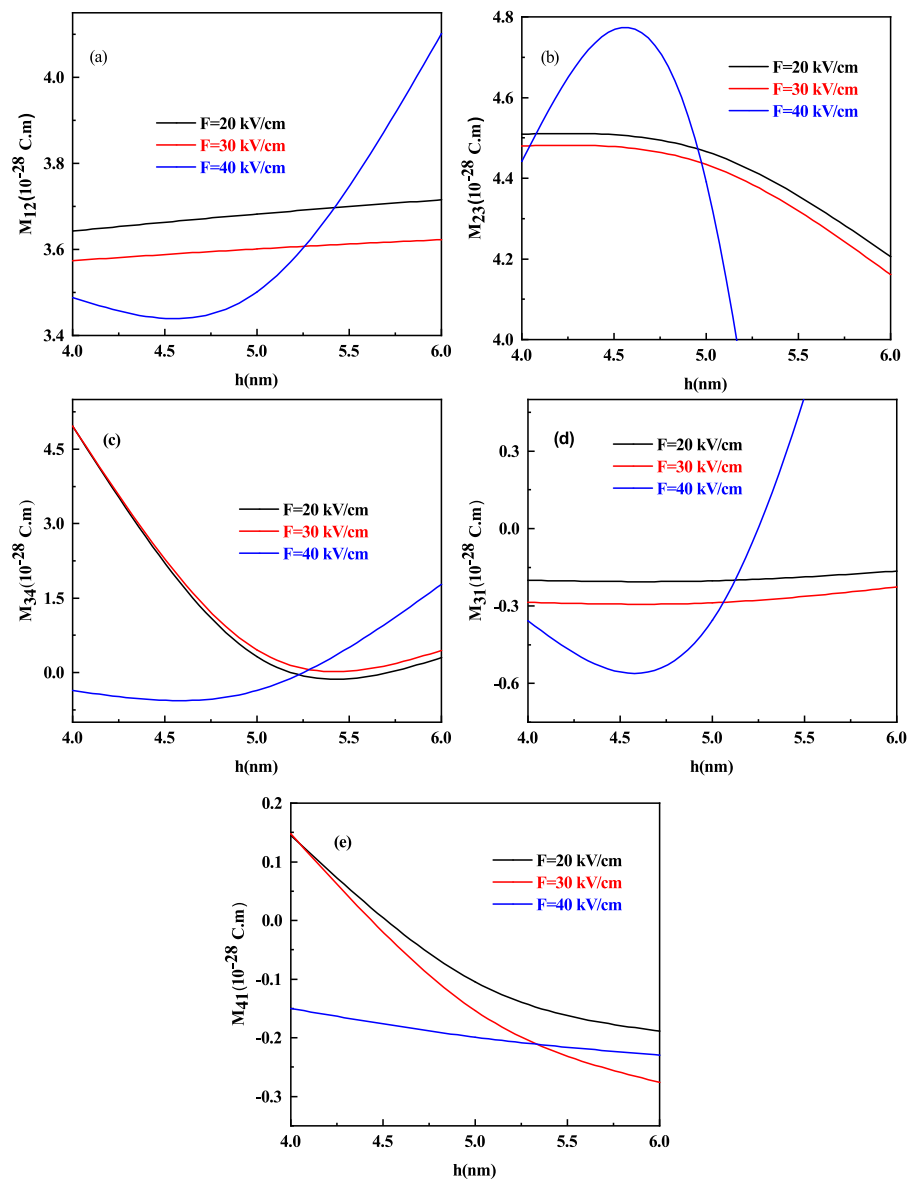 (a)
F=20 kV/cm
F=30 kV/cm
F=40 kV/cm
M12(10-28 C.m)
4.0
3.8
3.6
3.4
4.0 4.5 5.0 5.5 6.0
h(nm)
(b)
F=20 kV/cm
F=30 kV/cm
F=40 kV/cm
M23(10-28 C.m)
4.8
4.6
4.4
4.2
4.0
4.0 4.5 5.0 5.5 6.0
h(nm)
(c)
F=20 kV/cm
F=30 kV/cm
F=40 kV/cm
M34(10-28 C.m)
4.5
3.0
1.5
0.0
4.0 4.5 5.0 5.5 6.0
h(nm)
(d)
F=20 kV/cm
F=30 kV/cm
F=40 kV/cm
M31(10-28 C.m)
0.3
0.0
-0.3
-0.6
4.0 4.5 5.0 5.5 6.0
h(nm)
(e)
F=20 kV/cm
F=30 kV/cm
F=40 kV/cm
M41(10-28 C.m)
0.2
0.1
0.0
-0.1
-0.2
-0.3
4.0 4.5 5.0 5.5 6.0
h(nm)